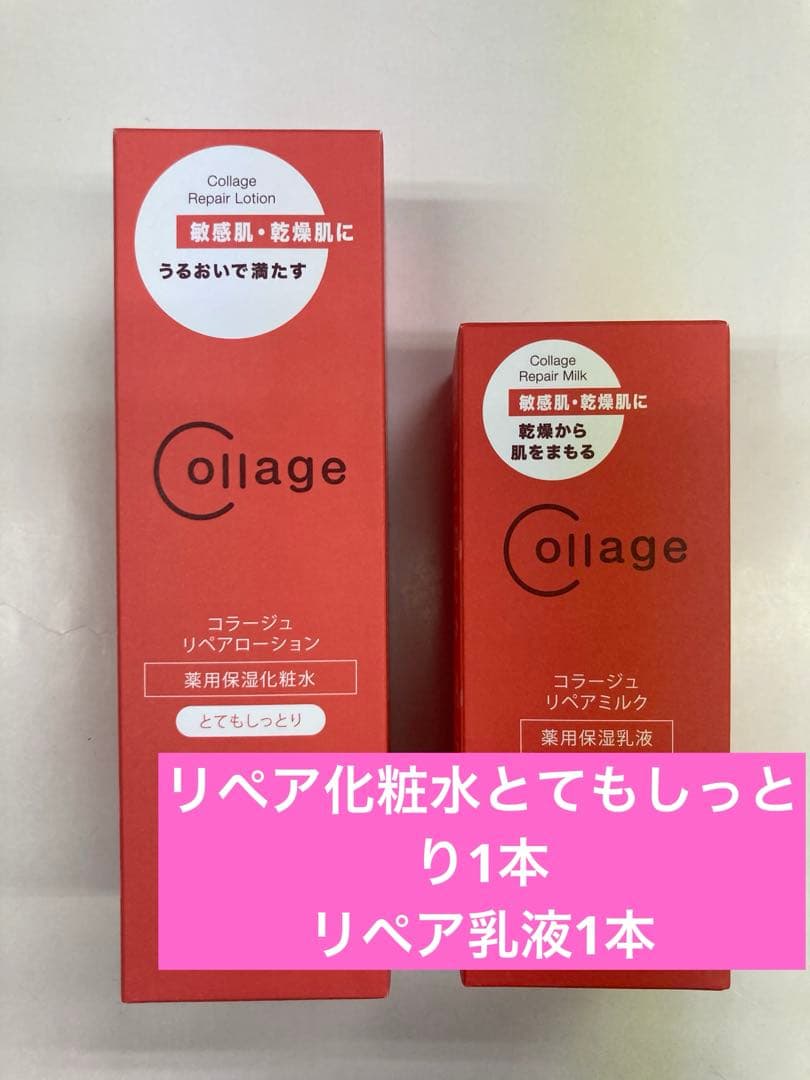 Collage
Repair Lotion
敏感肌・乾燥肌に
うるおいで満たす
Collage
コラージュ
リペアローション
薬用保湿化粧水
とてもしっとり
Collage
Repair Milk
敏感肌・乾燥肌に
乾燥から
肌をまもる
Collage
コラージュ
リペアミルク
薬用保湿乳液
リペア化粧水とてもしっと
り1本
リペア乳液1本